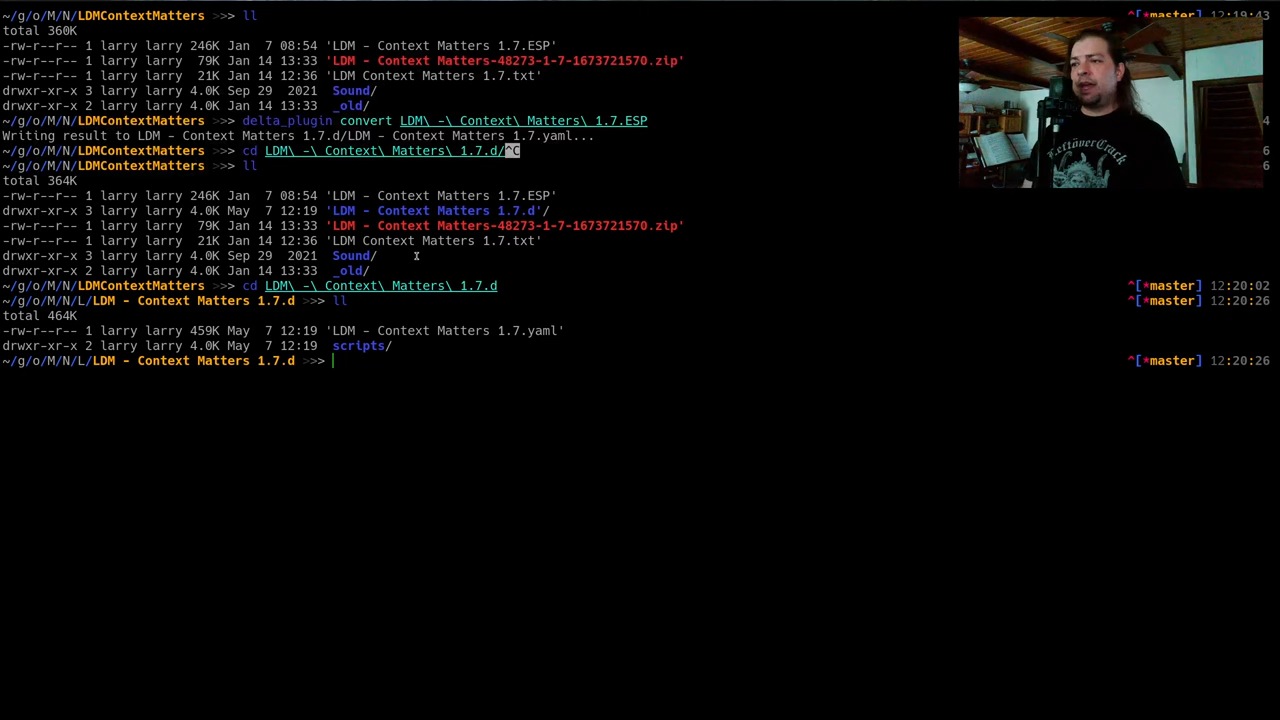 ~/g/o/M/N/LDMContextMatters >>> ll ^[*master] 12:19:43
total 360K
-rw-r--r-- 1 larry larry 246K Jan  7 08:54 'LDM - Context Matters 1.7.ESP'
-rw-r--r-- 1 larry larry  79K Jan 14 13:33 'LDM - Context Matters-48273-1-7-1673721570.zip'
-rw-r--r-- 1 larry larry  21K Jan 14 12:36 'LDM Context Matters 1.7.txt'
drwxr-xr-x 3 larry larry 4.0K Sep 29  2021  Sound/
drwxr-xr-x 2 larry larry 4.0K Jan 14 13:33  _old/
~/g/o/M/N/LDMContextMatters >>> delta_plugin convert LDM\ -\ Context\ Matters\ 1.7.ESP 4
Writing result to LDM - Context Matters 1.7.d/LDM - Context Matters 1.7.yaml...
~/g/o/M/N/LDMContextMatters >>> cd LDM\ -\ Context\ Matters\ 1.7.d/^C 6
~/g/o/M/N/LDMContextMatters >>> ll 6
total 364K
-rw-r--r-- 1 larry larry 246K Jan  7 08:54 'LDM - Context Matters 1.7.ESP'
drwxr-xr-x 3 larry larry 4.0K May  7 12:19 'LDM - Context Matters 1.7.d'/
-rw-r--r-- 1 larry larry  79K Jan 14 13:33 'LDM - Context Matters-48273-1-7-1673721570.zip'
-rw-r--r-- 1 larry larry  21K Jan 14 12:36 'LDM Context Matters 1.7.txt'
drwxr-xr-x 3 larry larry 4.0K Sep 29  2021  Sound/
drwxr-xr-x 2 larry larry 4.0K Jan 14 13:33  _old/
~/g/o/M/N/LDMContextMatters >>> cd LDM\ -\ Context\ Matters\ 1.7.d ^[*master] 12:20:02
~/g/o/M/N/L/LDM - Context Matters 1.7.d >>> ll ^[*master] 12:20:26
total 464K
-rw-r--r-- 1 larry larry 459K May  7 12:19 'LDM - Context Matters 1.7.yaml'
drwxr-xr-x 2 larry larry 4.0K May  7 12:19  scripts/
~/g/o/M/N/L/LDM - Context Matters 1.7.d >>> ^[*master] 12:20:26
LeftöverCrack